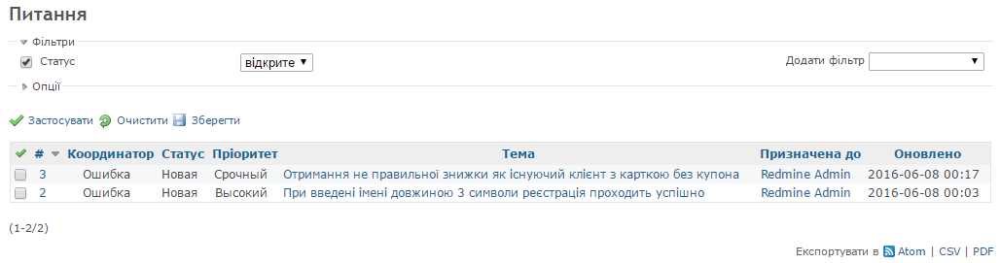 Питання
Фільтри
Статус відкрите Додати фільтр
Опції
Застосувати Очистити Зберегти
# Координатор Статус Пріоритет Тема Призначена до Оновлено
3 Ошибка Новая Срочный Отримання не правильної знижки як існуючий клієнт з карткою без купона Redmine Admin 2016-06-08 00:17
2 Ошибка Новая Высокий При введені імені довжиною 3 символи реєстрація проходить успішно Redmine Admin 2016-06-08 00:03
(1-2/2)
Експортувати в Atom | CSV | PDF